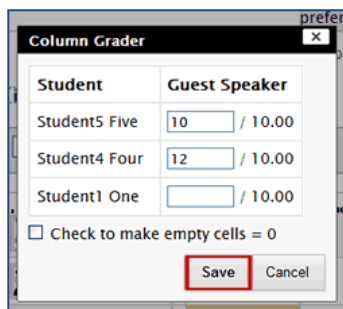 prefer
Column Grader
x
Student Guest Speaker
Student5 Five 10 / 10.00
Student4 Four 12 / 10.00
Student1 One / 10.00
Check to make empty cells = 0
Save Cancel